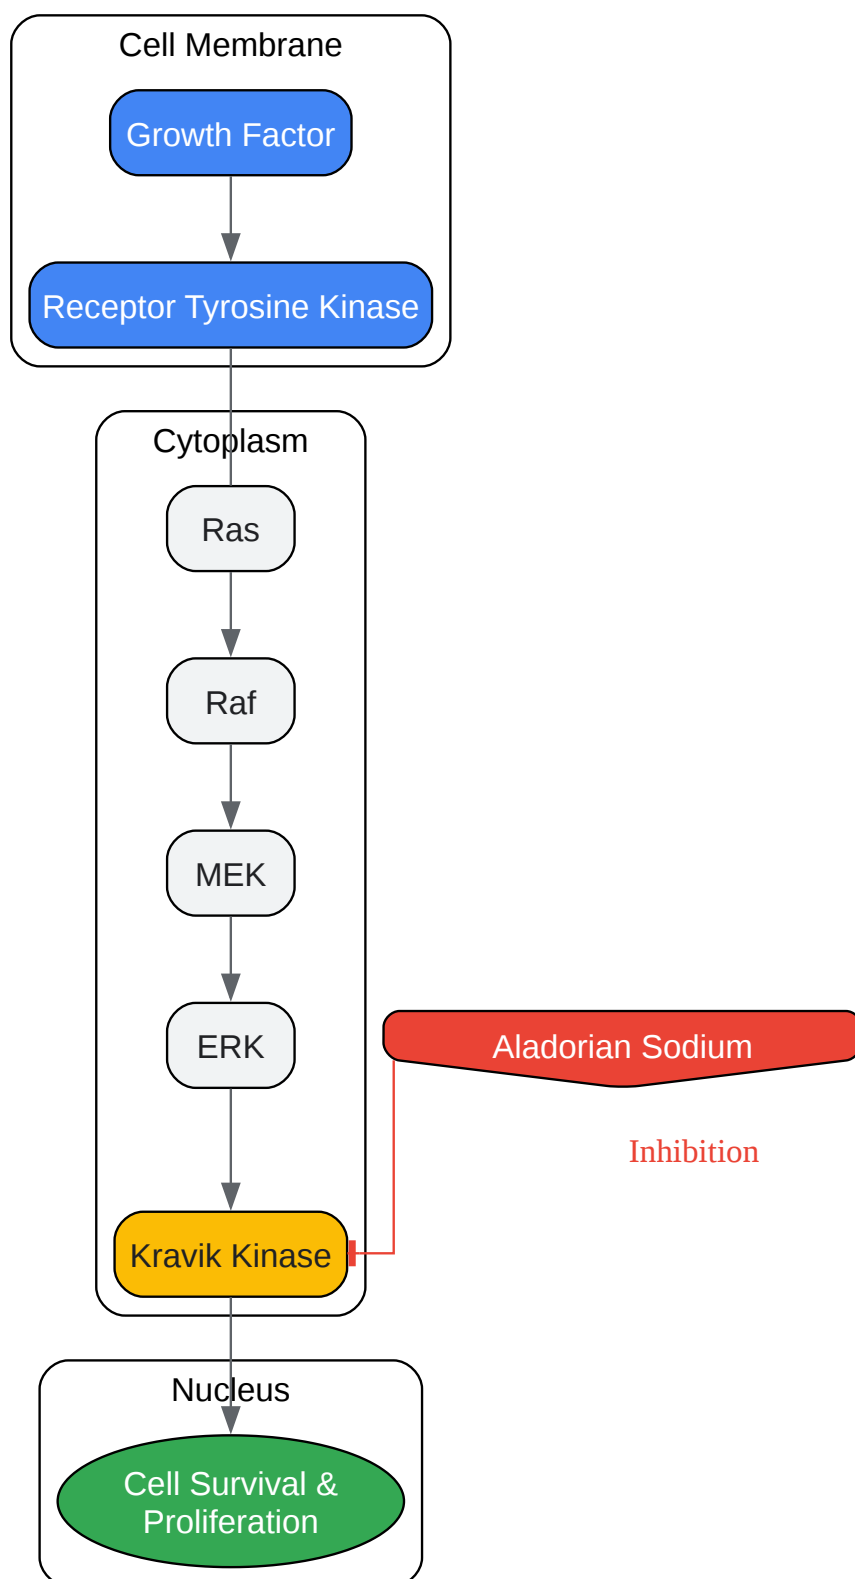 Cell Membrane
Growth Factor
Receptor Tyrosine Kinase
Cytoplasm
Ras
Raf
MEK
ERK
Aladorian Sodium
Inhibition
Kravik Kinase
Nucleus
Cell Survival &
Proliferation